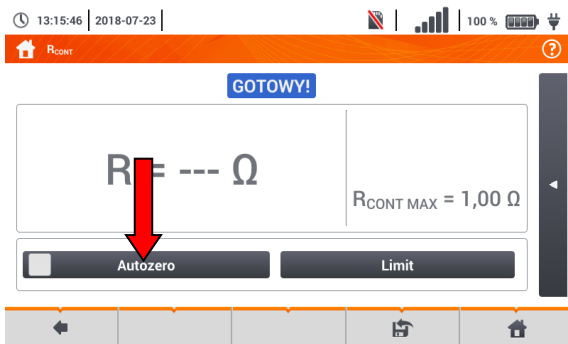 13:15:46 2018-07-23 100 %
RCONT ?
GOTOWY!
R = --- Ω
RCONT MAX = 1,00 Ω
Autozero Limit